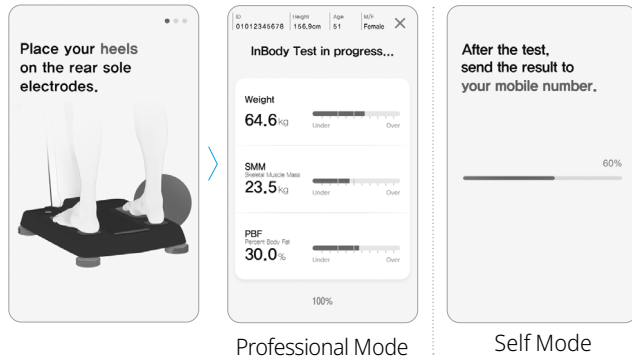 Place your heels
on the rear sole
electrodes.
ID
01012345678
Height
156.9cm
Age
51
M/F
Female
InBody Test in progress...
Weight
64.6kg
Under
Over
SMM
Skeletal Muscle Mass
23.5kg
Under
Over
PBF
Percent Body Fat
30.0%
Under
Over
100%
Professional Mode
After the test,
send the result to
your mobile number.
60%
Self Mode